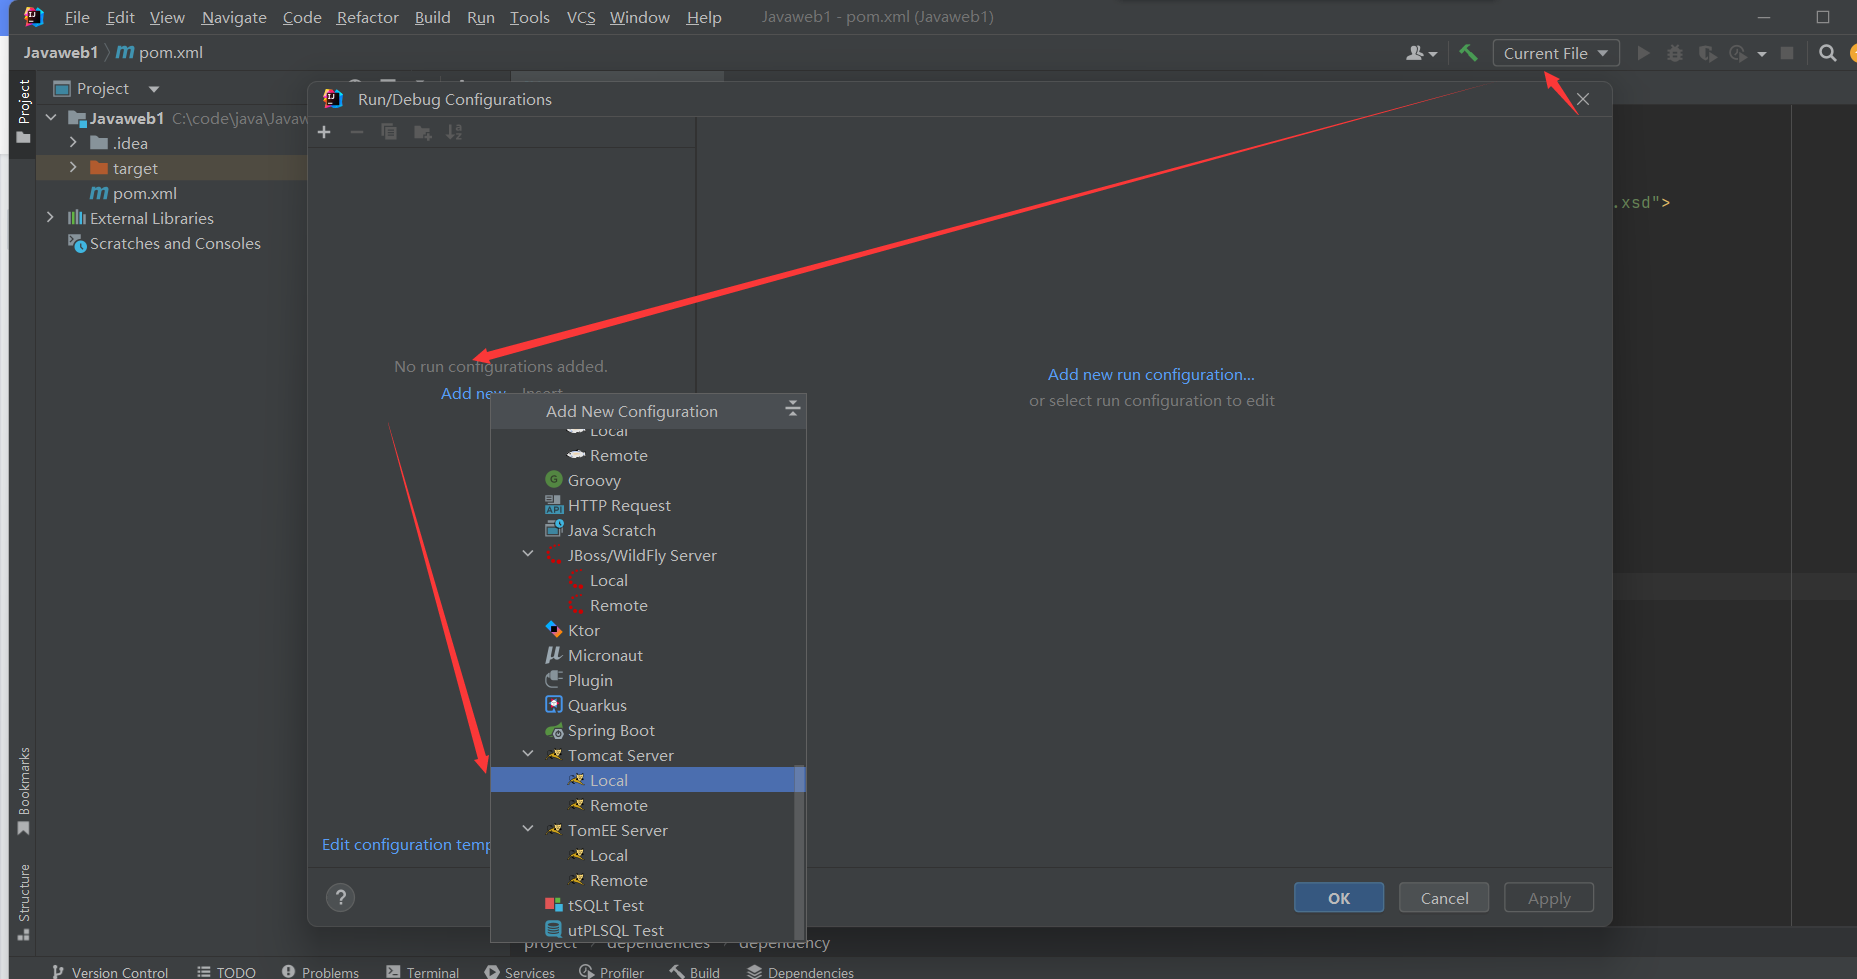 File Edit View Navigate Code Refactor Build Run Tools VCS Window Help Javaweb1 - pom.xml (Javaweb1)
Javaweb1 pom.xml
Current File
Project
Project
Run/Debug Configurations
Javaweb1 C:\code\java\Javaw
.idea
target
pom.xml
.xsd">
External Libraries
Scratches and Consoles
No run configurations added.
Add new... Insert
Add new run configuration...
or select run configuration to edit
Add New Configuration
Local
Remote
Groovy
HTTP Request
Java Scratch
JBoss/WildFly Server
Local
Remote
Ktor
Micronaut
Plugin
Quarkus
Spring Boot
Tomcat Server
Local
Remote
TomEE Server
Local
Remote
tSQLt Test
utPLSQL Test
Edit configuration temp
Bookmarks
Structure
?
OK Cancel Apply
project dependencies dependency
Version Control TODO Problems Terminal Services Profiler Build Dependencies